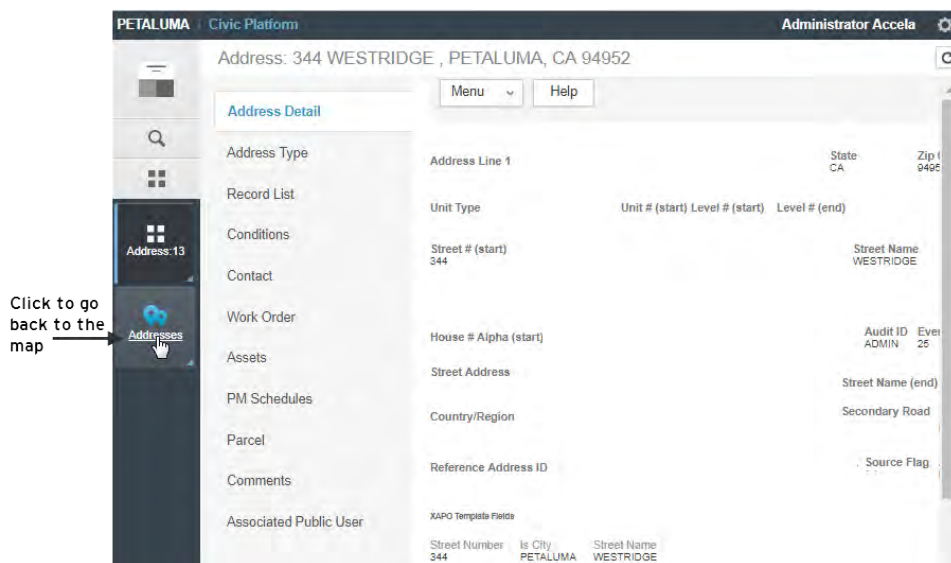 PETALUMA Civic Platform Administrator Accela
Address: 344 WESTRIDGE , PETALUMA, CA 94952
Menu Help
Address Detail
Address Type
Record List
Conditions
Contact
Work Order
Assets
PM Schedules
Parcel
Comments
Associated Public User
Address:13
Addresses
Click to go
back to the
map
Address Line 1 State Zip
CA
Unit Type Unit # (start) Level # (start) Level # (end)
Street # (start) Street Name
344 WESTRIDGE
House # Alpha (start) Audit ID
ADMIN 25
Street Address Street Name (end)
Country/Region Secondary Road
Reference Address ID Source Flag
XAPO Template Fields
Street Number Is City Street Name
344 PETALUMA WESTRIDGE